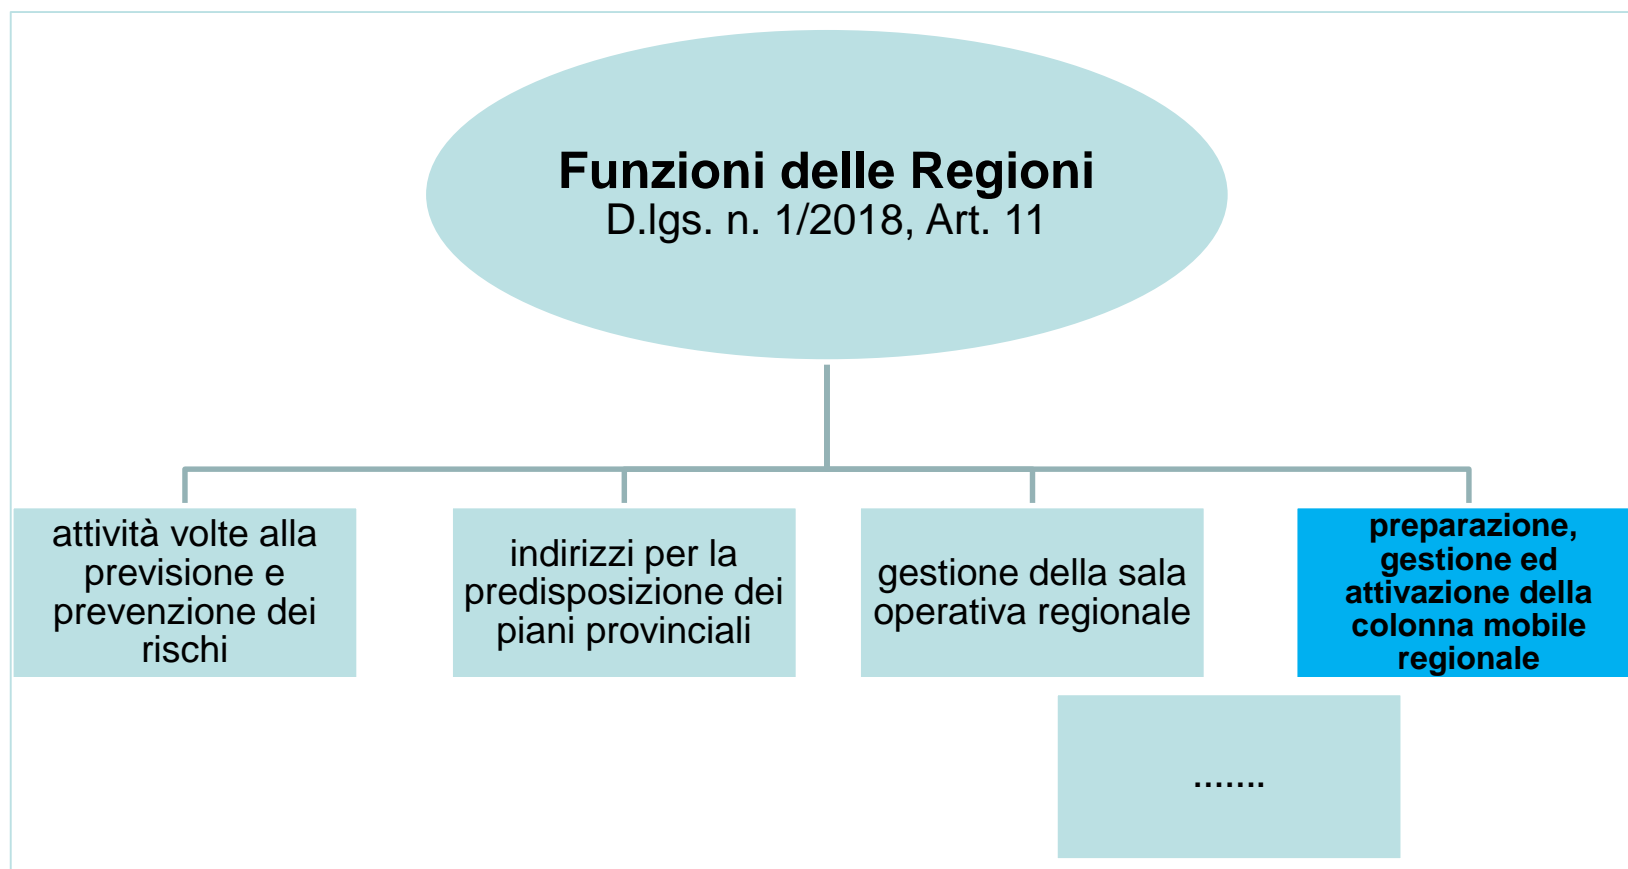 Funzioni delle Regioni
D.lgs. n. 1/2018, Art. 11
attività volte alla
previsione e
prevenzione dei
rischi
indirizzi per la
predisposizione dei
piani provinciali
gestione della sala
operativa regionale
preparazione,
gestione ed
attivazione della
colonna mobile
regionale
.......